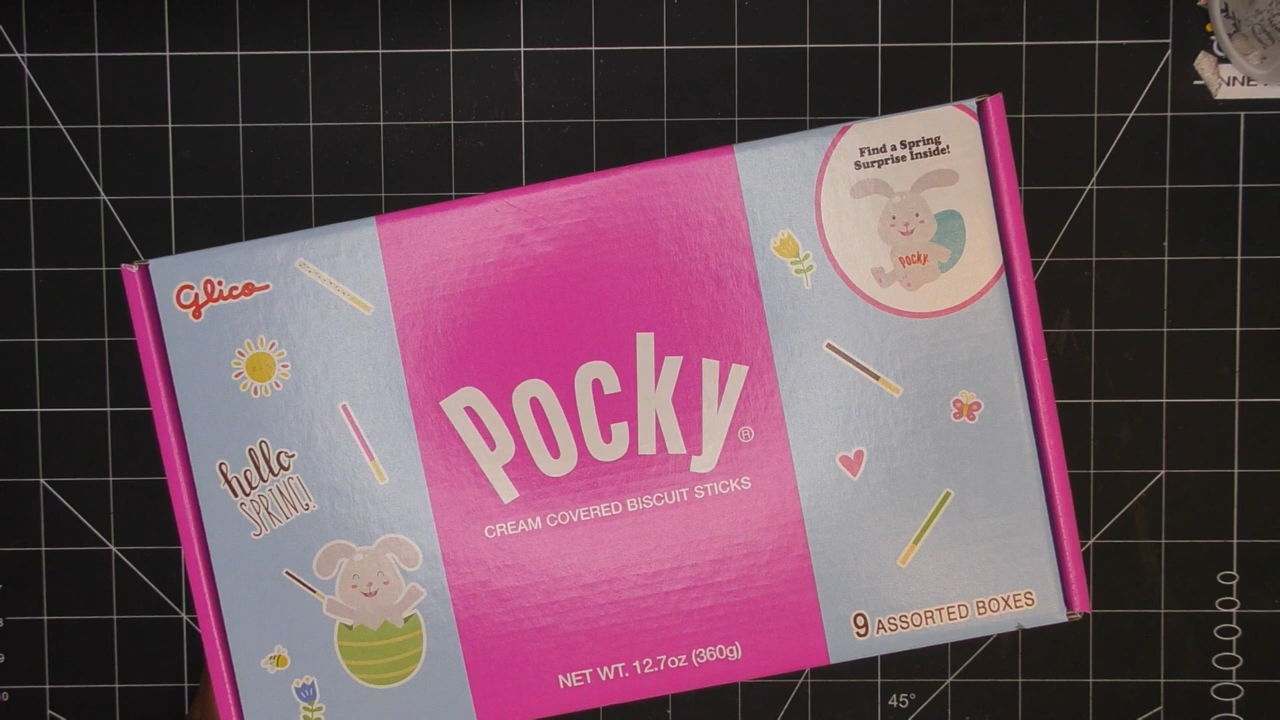 Glico
hello
SPRING!
Pocky®
CREAM COVERED BISCUIT STICKS
NET WT. 12.7oz (360g)
Find a Spring
Surprise Inside!
Pocky
9 ASSORTED BOXES
45°